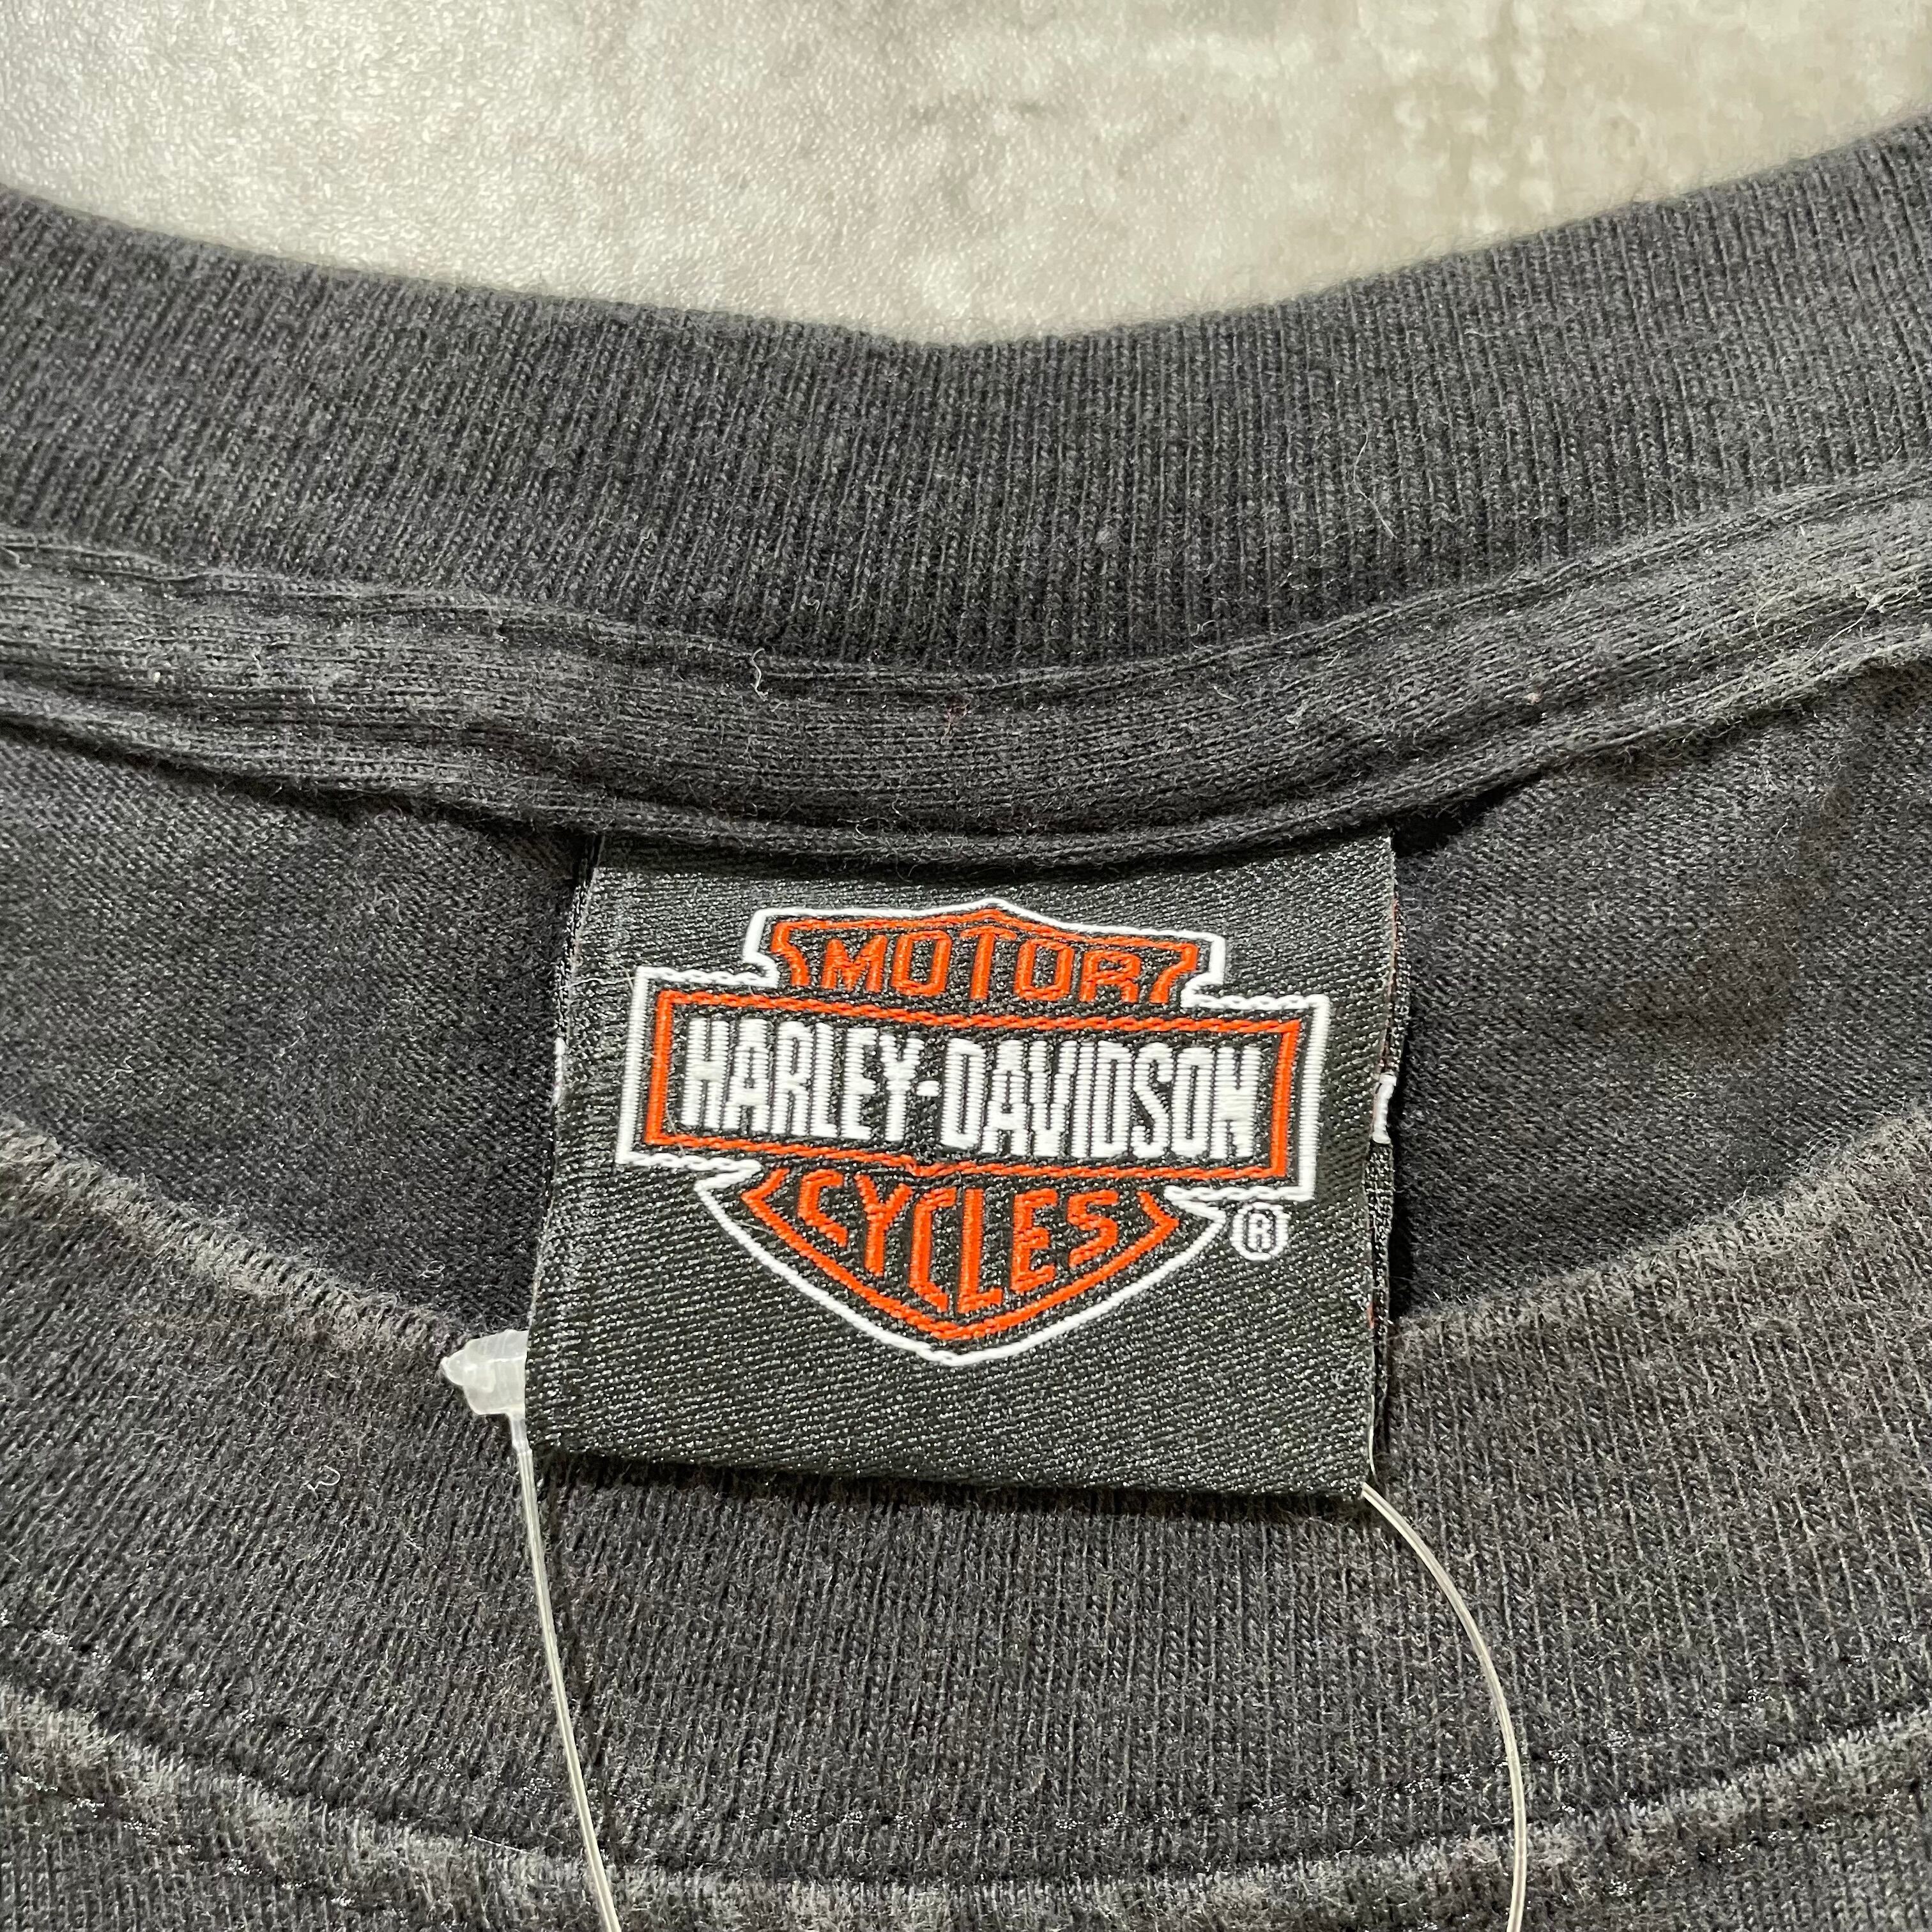 MOTOR
HARLEY-DAVIDSON
CYCLES
®